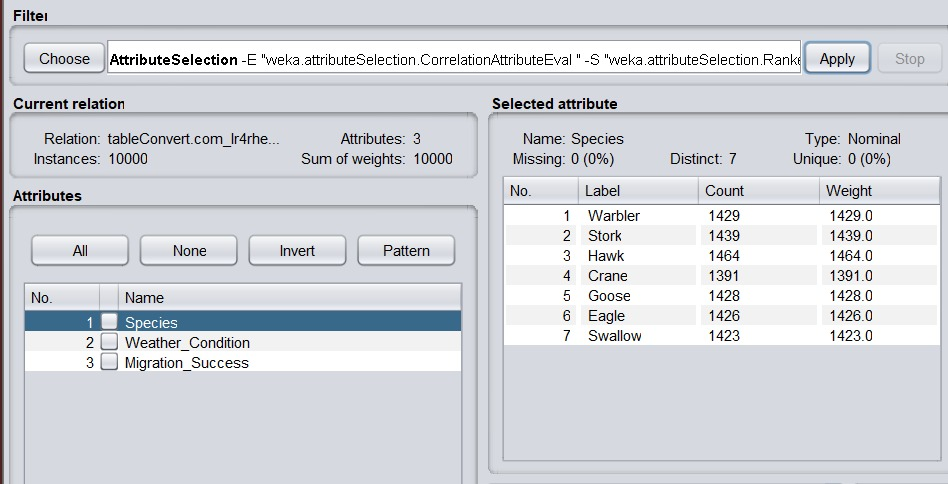 Filter
Choose AttributeSelection -E "weka.attributeSelection.CorrelationAttributeEval " -S "weka.attributeSelection.Ranke Apply Stop
Current relation
Relation: tableConvert.com_lr4rhe... Attributes: 3
Instances: 10000 Sum of weights: 10000
Attributes
All None Invert Pattern
No. Name
1 Species
2 Weather_Condition
3 Migration_Success
Selected attribute
Name: Species Type: Nominal
Missing: 0 (0%) Distinct: 7 Unique: 0 (0%)
No. Label Count Weight
1 Warbler 1429 1429.0
2 Stork 1439 1439.0
3 Hawk 1464 1464.0
4 Crane 1391 1391.0
5 Goose 1428 1428.0
6 Eagle 1426 1426.0
7 Swallow 1423 1423.0